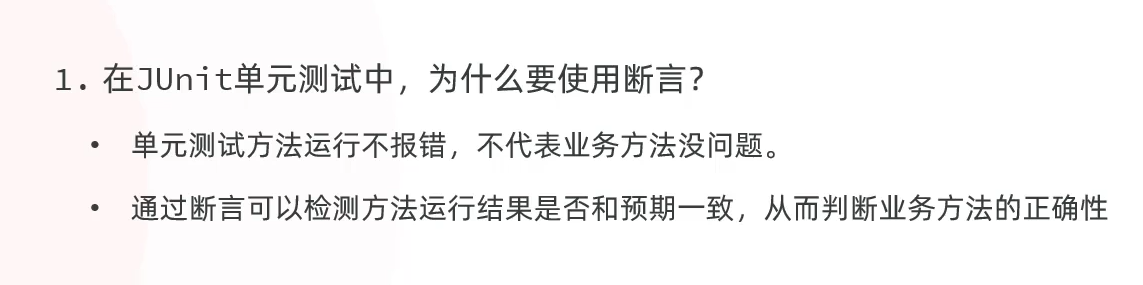 1. 在JUnit单元测试中，为什么要使用断言?
• 单元测试方法运行不报错，不代表业务方法没问题。
• 通过断言可以检测方法运行结果是否和预期一致，从而判断业务方法的正确性